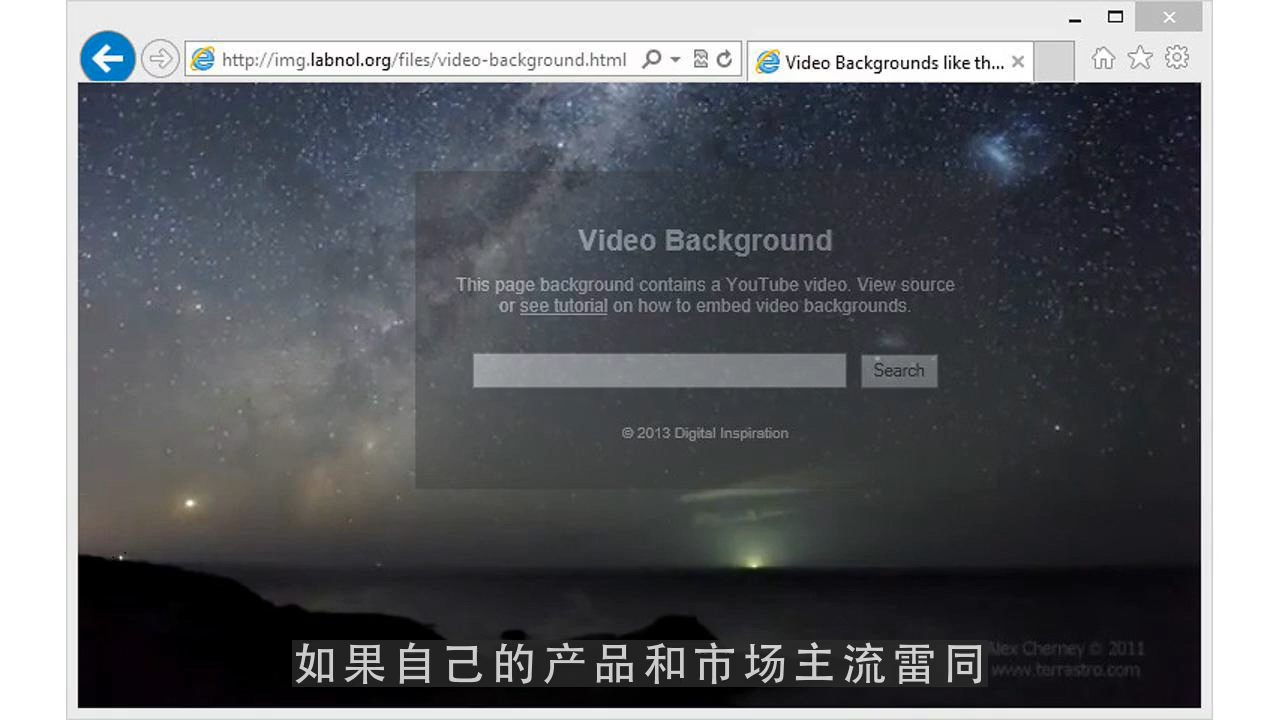 http://img.labnol.org/files/video-background.html
Video Backgrounds like th...
Video Background
This page background contains a YouTube video. View source
or see tutorial on how to embed video backgrounds.
Search
© 2013 Digital Inspiration
Alex Cherney © 2011
www.terrastro.com
如果自己的产品和市场主流雷同